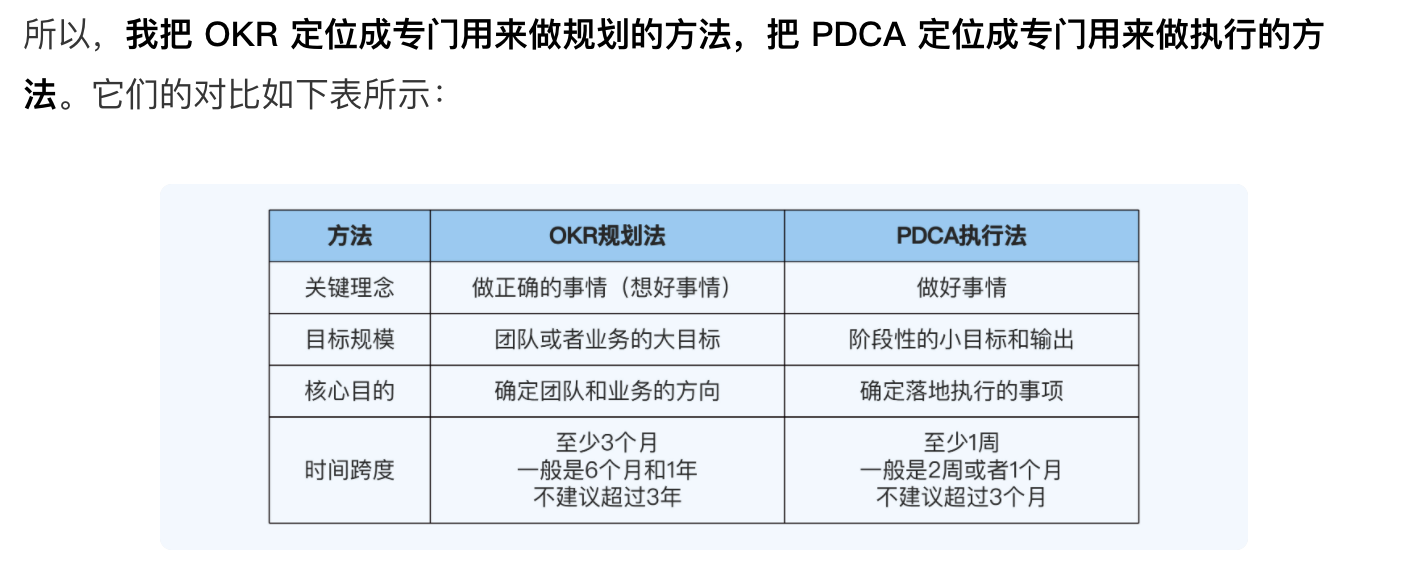 所以，我把 OKR 定位成专门用来做规划的方法，把 PDCA 定位成专门用来做执行的方
法。它们的对比如下表所示：
方法 OKR规划法 PDCA执行法
关键理念 做正确的事情（想好事情） 做好事情
目标规模 团队或者业务的大目标 阶段性的小目标和输出
核心目的 确定团队和业务的方向 确定落地执行的事项
时间跨度
至少3个月
一般是6个月和1年
不建议超过3年
至少1周
一般是2周或者1个月
不建议超过3个月